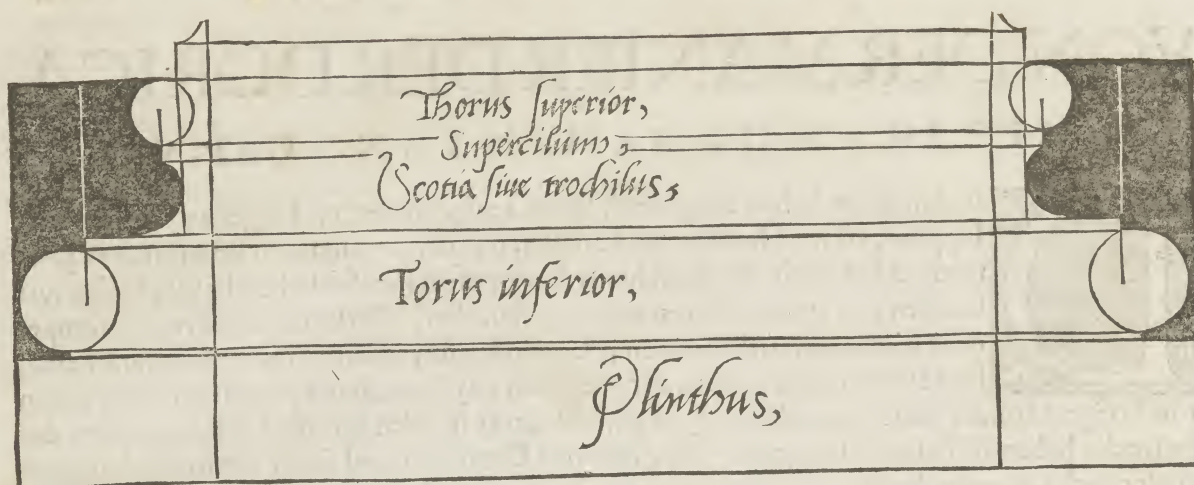 Thorus superior,
Supercilium,
Scotia siue trochilus,
Torus inferior,
Plinthus,